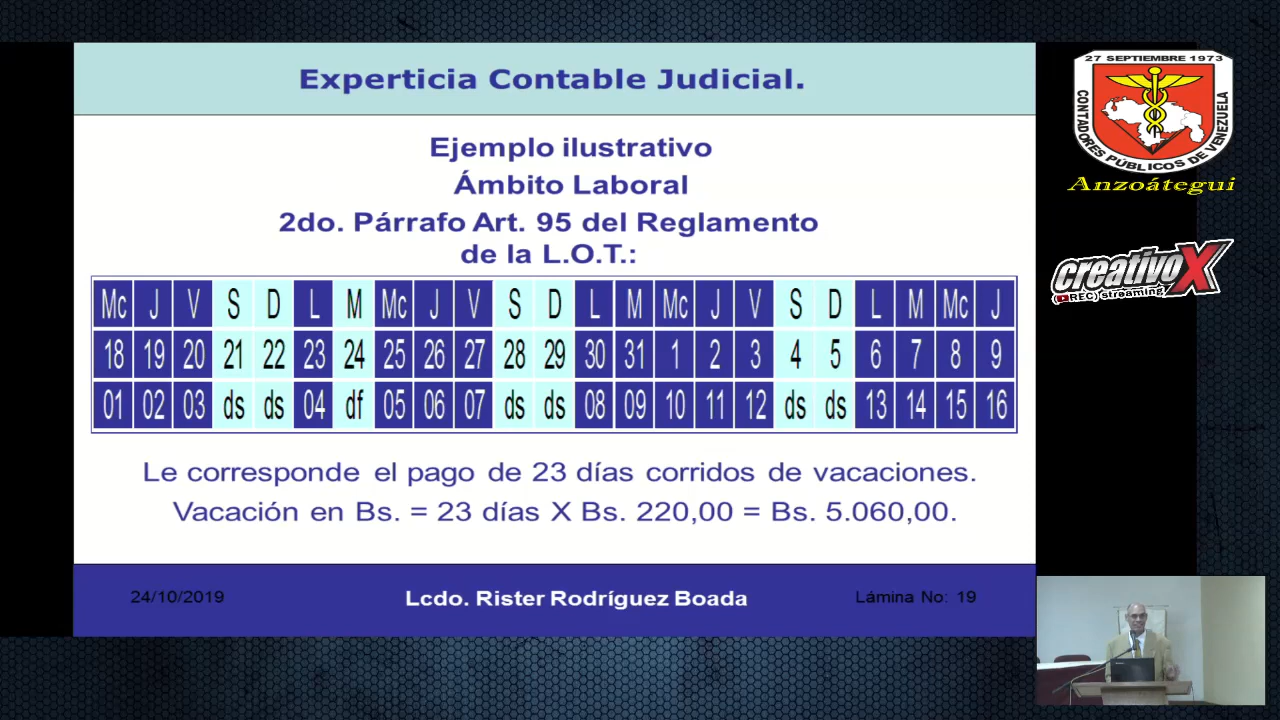 Experticia Contable Judicial.
Ejemplo ilustrativo
Ámbito Laboral
2do. Párrafo Art. 95 del Reglamento
de la L.O.T.:
Mc J V S D L M Mc J V S D L M Mc J V S D L M Mc J
18 19 20 21 22 23 24 25 26 27 28 29 30 31 1 2 3 4 5 6 7 8 9
01 02 03 ds ds 04 df 05 06 07 ds ds 08 09 10 11 12 ds ds 13 14 15 16
Le corresponde el pago de 23 días corridos de vacaciones.
Vacación en Bs. = 23 días X Bs. 220,00 = Bs. 5.060,00.
24/10/2019
Lcdo. Rister Rodríguez Boada
Lámina No: 19
27 SEPTIEMBRE 1973
CONTADORES PÚBLICOS DE VENEZUELA
Anzoátegui
creativoX
(REC) streaming